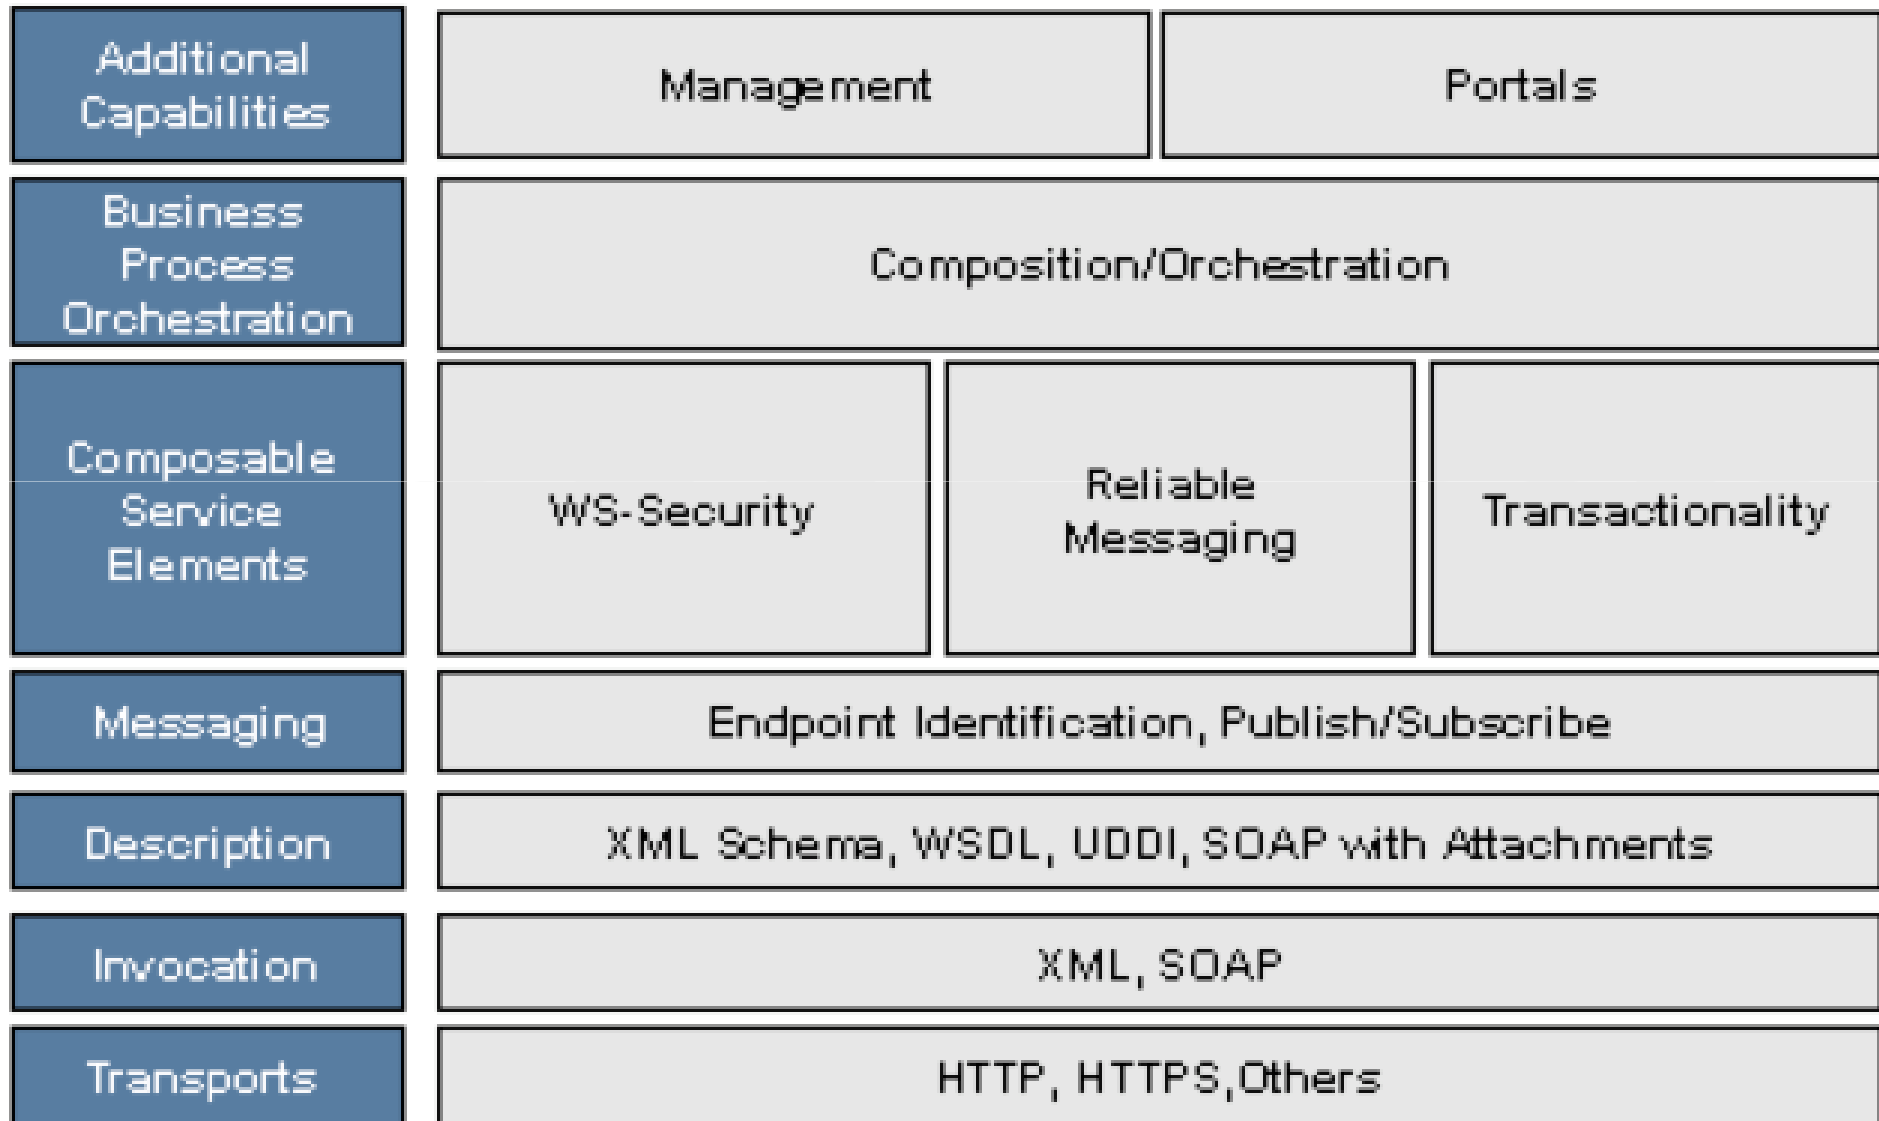 Additional
Capabilities
Management
Portals
Business
Process
Orchestration
Composition/Orchestration
Composable
Service
Elements
WS-Security
Reliable
Messaging
Transactionality
Messaging
Endpoint Identification, Publish/Subscribe
Description
XML Schema, WSDL, UDDI, SOAP with Attachments
Invocation
XML, SOAP
Transports
HTTP, HTTPS,Others